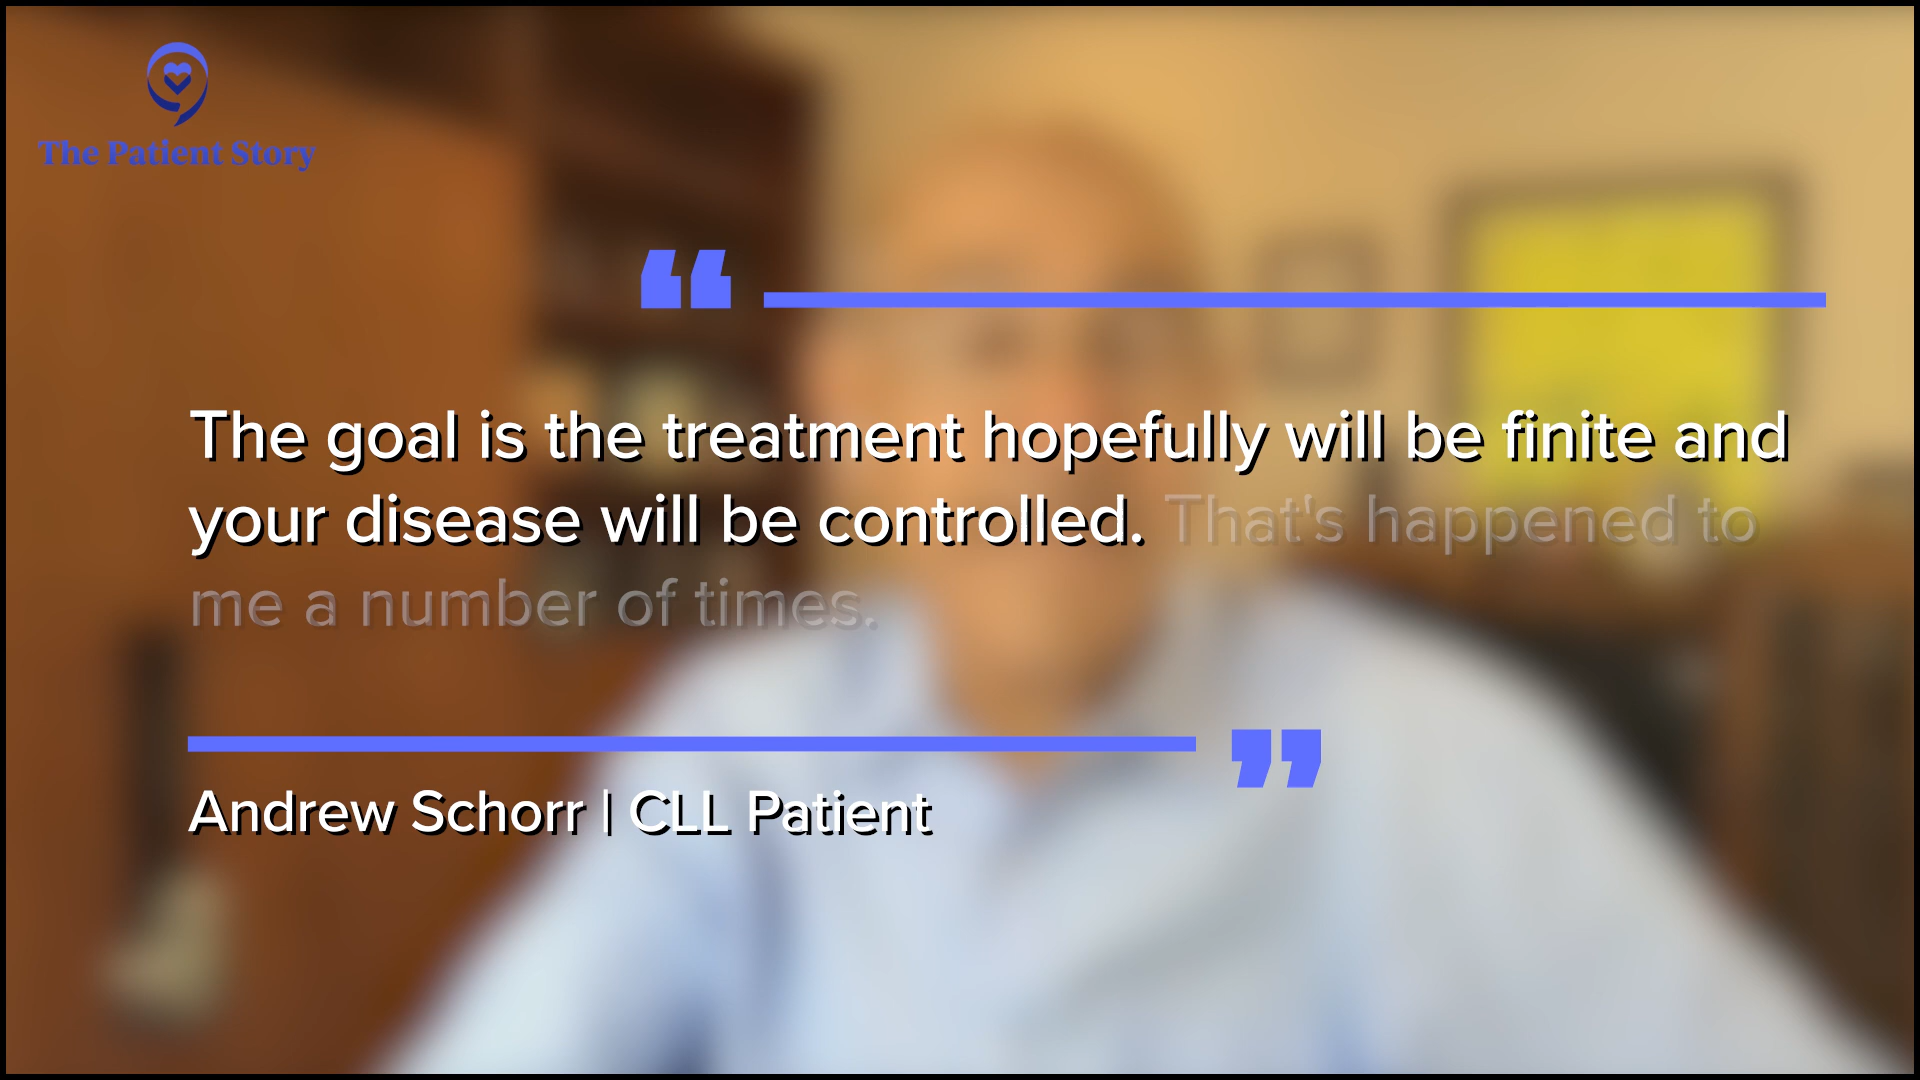 The Patient Story
“
The goal is the treatment hopefully will be finite and
your disease will be controlled. That's happened to
me a number of times.
”
Andrew Schorr | CLL Patient